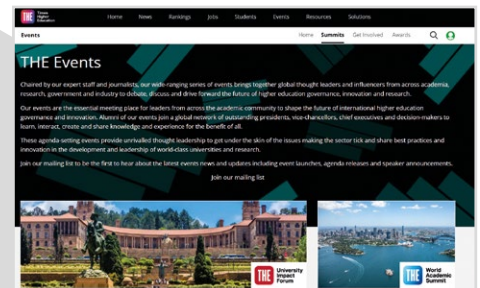 THE Times Higher Education
Home News Rankings Jobs Students Events Resources Solutions
Events
Home Summits Get Involved Awards
THE Events
Chaired by our expert staff and journalists, our wide-ranging series of events brings together global thought leaders and influencers from across academia,
research, government and industry to debate, discuss and drive forward the future of higher education governance, innovation and research.
Our events are the essential meeting place for leaders from across the academic community to shape the future of international higher education
governance and innovation. Alumni of our events join a global network of outstanding presidents, vice-chancellors, chief executives and decision-makers to
learn, interact, create and share knowledge and experience for the benefit of all.
These agenda-setting events provide unrivalled thought leadership to get under the skin of the issues making the sector tick and share best practices and
innovation in the development and leadership of world-class universities and research.
Join our mailing list to be the first to hear about the latest events news and updates including event launches, agenda releases and speaker announcements.
Join our mailing list
THE University Impact Forum
THE World Academic Summit